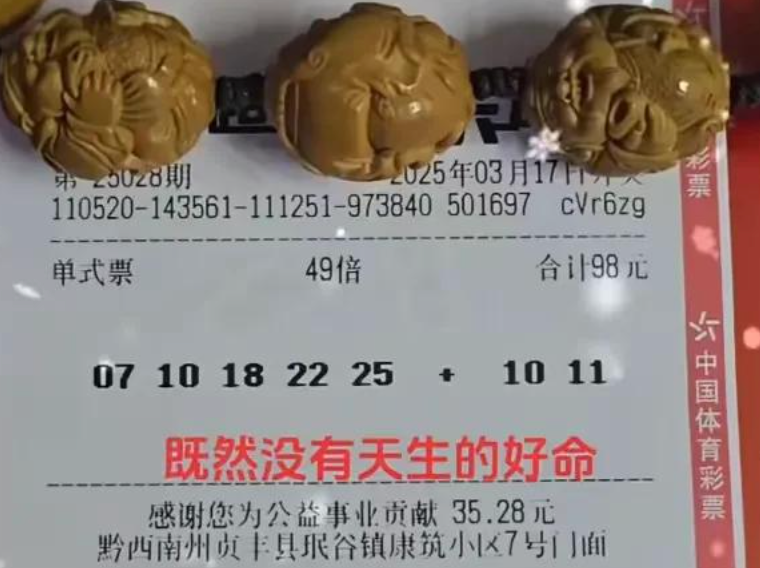 第 25028期 2025年03月17日开奖
110520-143561-111251-973840 501697 cVr6zg
单式票 49倍 合计98元
07 10 18 22 25 + 10 11
既然没有天生的好命
感谢您为公益事业贡献 35.28元
黔西南州贞丰县珉谷镇康筑小区7号门面
彩票
中国体育彩票